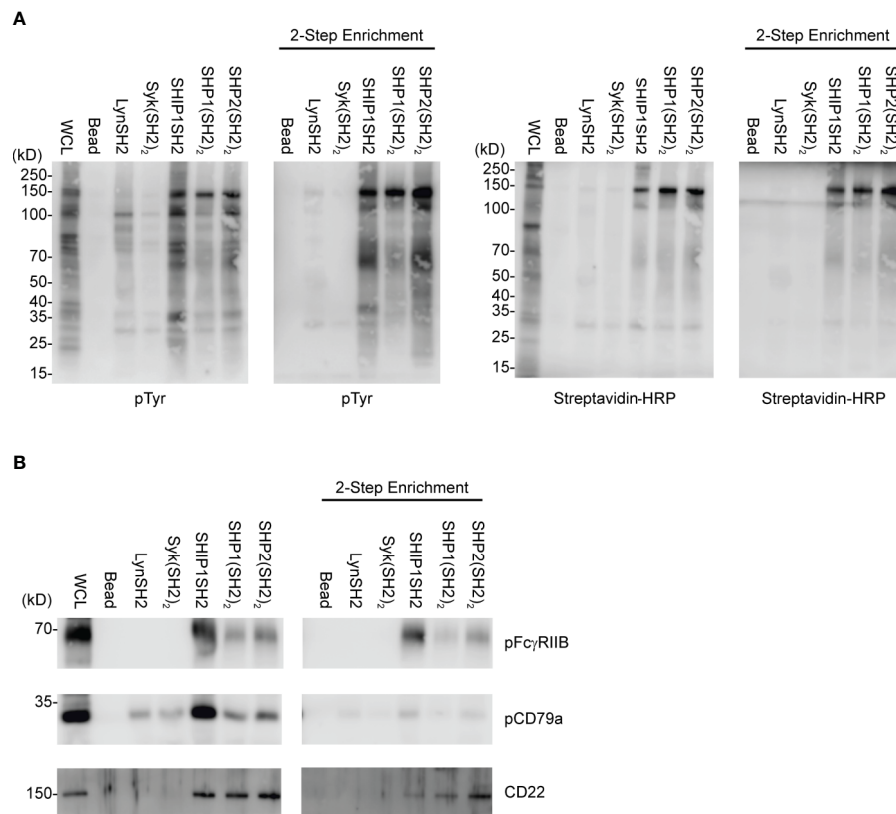 A
2-Step Enrichment
2-Step Enrichment
WCL
Bead
LynSH2
Syk(SH2)₂
SHIP1SH2
SHP1(SH2)₂
SHP2(SH2)₂
Bead
LynSH2
Syk(SH2)₂
SHIP1SH2
SHP1(SH2)₂
SHP2(SH2)₂
WCL
Bead
LynSH2
Syk(SH2)₂
SHIP1SH2
SHP1(SH2)₂
SHP2(SH2)₂
Bead
LynSH2
Syk(SH2)₂
SHIP1SH2
SHP1(SH2)₂
SHP2(SH2)₂
(kD)
250-
150-
100-
70-
50-
40-
35-
25-
15-
(kD)
250-
150-
100-
70-
50-
40-
35-
25-
15-
pTyr
pTyr
Streptavidin-HRP
Streptavidin-HRP
B
2-Step Enrichment
WCL
Bead
LynSH2
Syk(SH2)₂
SHIP1SH2
SHP1(SH2)₂
SHP2(SH2)₂
Bead
LynSH2
Syk(SH2)₂
SHIP1SH2
SHP1(SH2)₂
SHP2(SH2)₂
(kD)
70-
pFcγRIIB
35-
pCD79a
150-
CD22